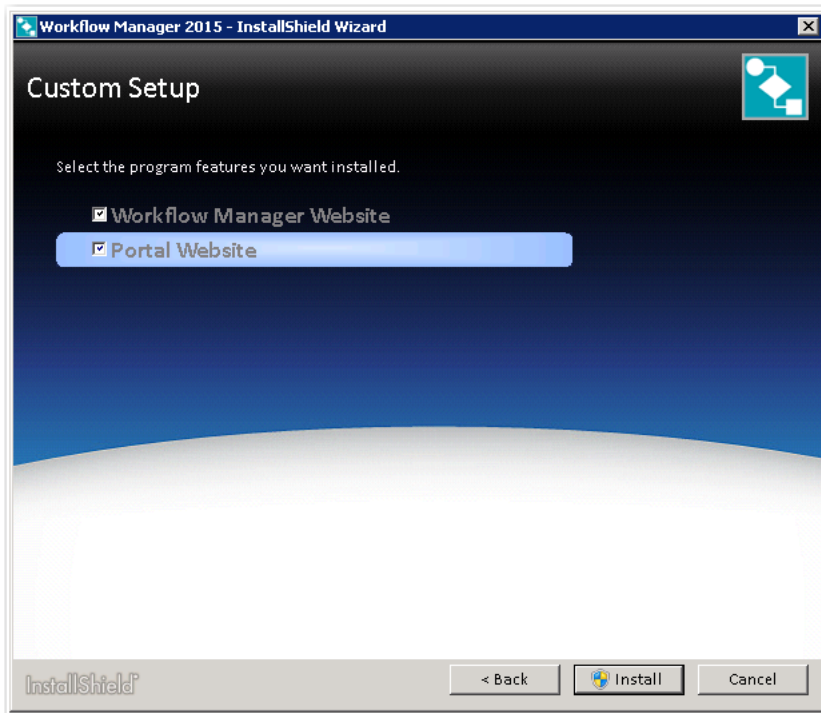 Workflow Manager 2015 - InstallShield Wizard
Custom Setup
Select the program features you want installed.
Workflow Manager Website
Portal Website
InstallShield
< Back
Install
Cancel